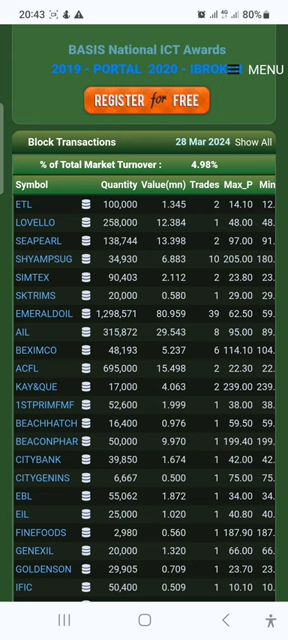 20:43 80%
BASIS National ICT Awards
2019 - PORTAL 2020 - IBROK
MENU
REGISTER for FREE
Block Transactions 28 Mar 2024 Show All
% of Total Market Turnover : 4.98%
Symbol Quantity Value(mn) Trades Max_P Min
ETL 100,000 1.345 2 14.10 12.
LOVELLO 258,000 12.384 1 48.00 48.
SEAPEARL 138,744 13.398 2 97.00 91.
SHYAMPSUG 34,930 6.883 10 205.00 180.
SIMTEX 90,403 2.112 2 23.80 23.
SKTRIMS 20,000 0.580 1 29.00 29.
EMERALDOIL 1,298,571 80.959 39 62.50 59.
AIL 315,872 29.543 8 95.00 89.
BEXIMCO 48,193 5.237 6 114.10 104.
ACFL 695,000 15.498 2 22.30 22.
KAY&QUE 17,000 4.063 2 239.00 239.
1STPRIMFMF 52,600 1.999 1 38.00 38.
BEACHHATCH 16,400 0.976 1 59.50 59.
BEACONPHAR 50,000 9.970 1 199.40 199.
CITYBANK 39,850 1.674 1 42.00 42.
CITYGENINS 6,667 0.500 1 75.00 75.
EBL 55,062 1.872 1 34.00 34.
EIL 25,000 1.020 1 40.80 40.
FINEFOODS 2,980 0.560 1 187.90 187.
GENEXIL 20,000 1.320 1 66.00 66.
GOLDENSON 29,905 0.709 1 23.70 23.
IFIC 50,400 0.509 1 10.10 10.